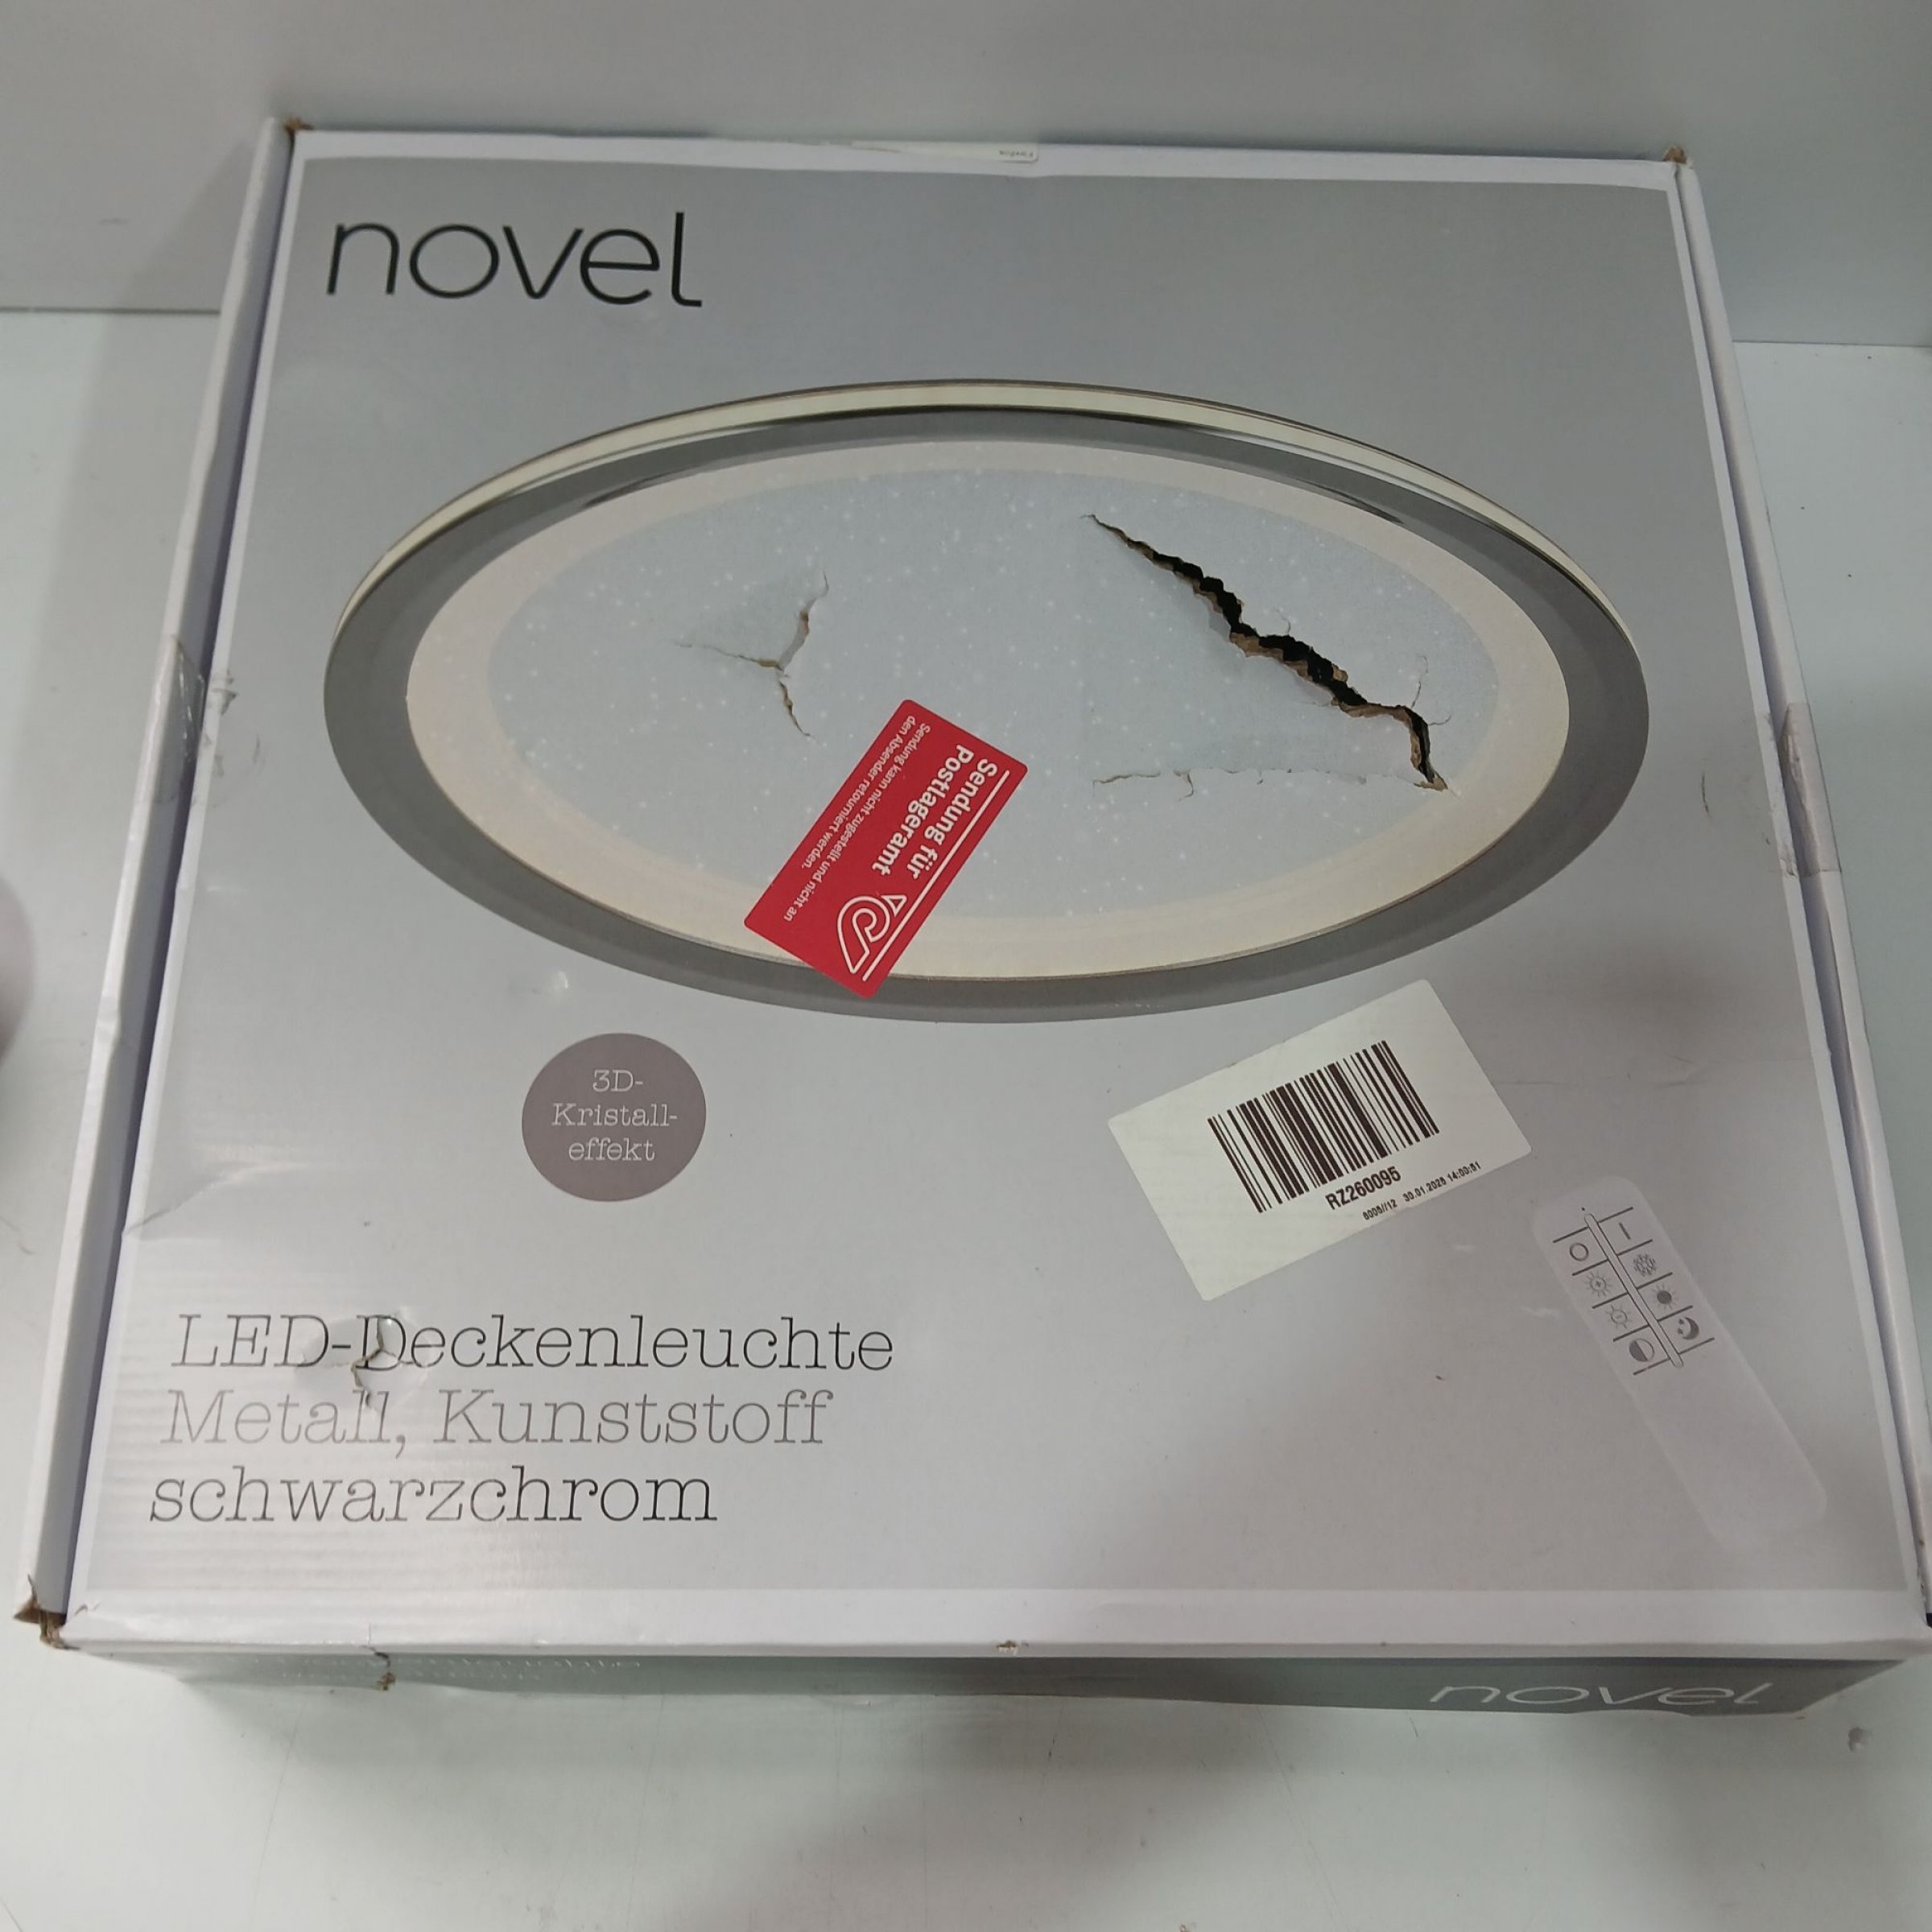 novel
Sendung für
Postlageramt
Sendung kann nicht zugestellt und nicht an
den Absender retourniert werden.
3D-
Kristall-
effekt
RZ260095
LED-Deckenleuchte
Metall, Kunststoff
schwarzchrom
novel